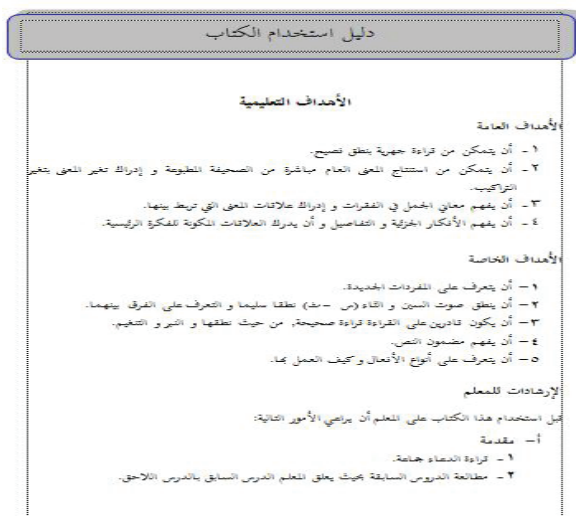 دليل استخدام الكتاب
الأهداف التعليمية
الأهداف العامة
١ - أن يتمكن من قراءة جهرية بنطق فصيح.
٢ - أن يتمكن من استنتاج المعنى العام مباشرة من الصحيفة المطبوعة و إدراك تغير المعنى بتغير
التراكيب.
٣ - أن يفهم معاني الجمل في الفقرات و إدراك علاقات المعنى التي تربط بينها.
٤ - أن يفهم الأفكار الجزئية و التفاصيل و أن يدرك العلاقات المكونة للفكرة الرئيسية.
الأهداف الخاصة
١ – أن يتعرف على المفردات الجديدة.
٢ – أن ينطق صوت السين و الثاء (س – ث) نطقا سليما و التعرف على الفرق بينهما.
٣ – أن يكون قادرين على القراءة قراءة صحيحة, من حيث نطقها و النبر و التنغيم.
٤ – أن يفهم مضمون النص.
٥ – أن يتعرف على أنواع الأفعال و كيف العمل بها.
الإرشادات للمعلم
قبل استخدام هذا الكتاب على المعلم أن يراعي الأمور التالية:
أ – مقدمة
١ - قراءة الدعاء جماعة.
٢ - مطالعة الدروس السابقة بحيث يعلق المعلم الدرس السابق بالدرس اللاحق.